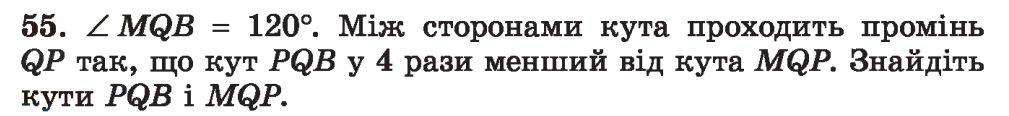 55. ∠ MQB = 120°. Між сторонами кута проходить промінь
QP так, що кут PQB у 4 рази менший від кута MQP. Знайдіть
кути PQB і MQP.